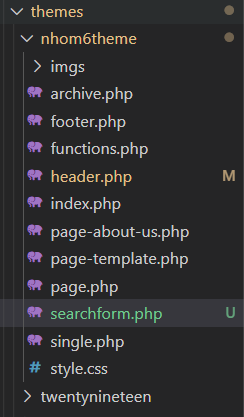 themes
nhom6theme
imgs
archive.php
footer.php
functions.php
header.php M
index.php
page-about-us.php
page-template.php
page.php
searchform.php U
single.php
# style.css
twentynineteen